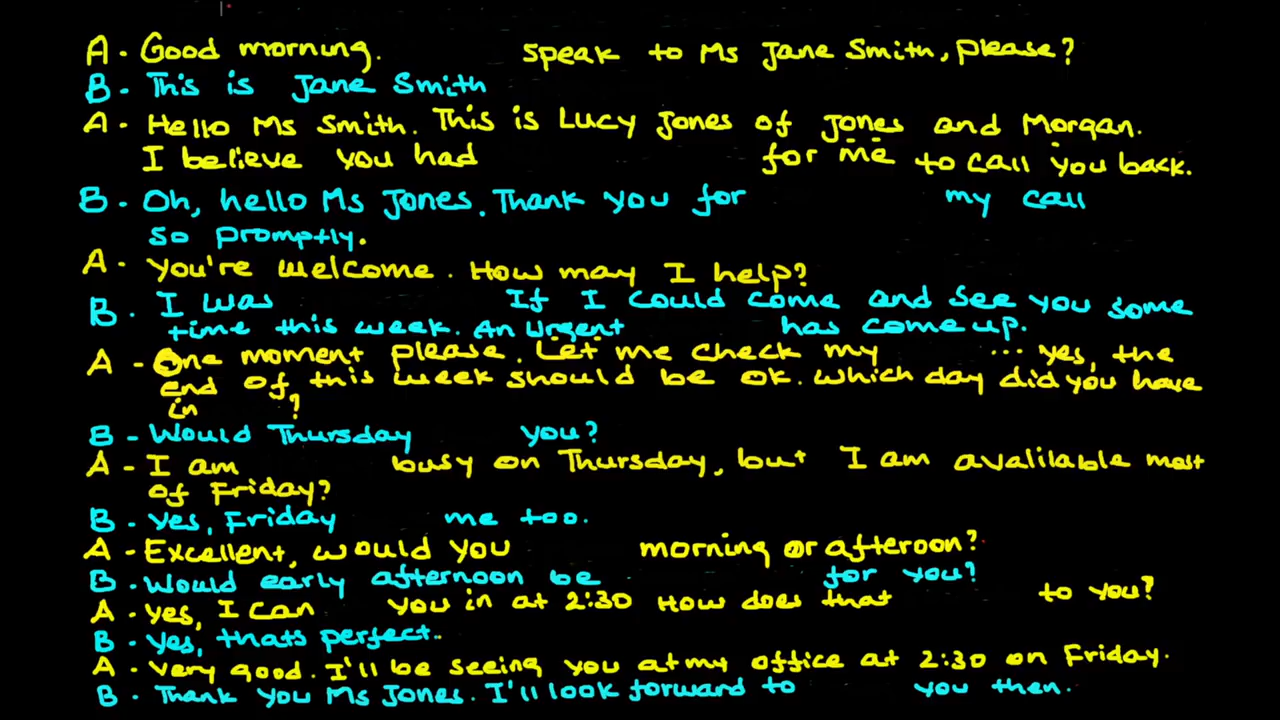 A - Good morning. speak to Ms Jane Smith, please?
B - This is Jane Smith
A - Hello Ms Smith. This is Lucy Jones of Jones and Morgan.
I believe you had for me to call you back.
B - Oh, hello Ms Jones. Thank you for my call
so promptly.
A - You're welcome. How may I help?
B - I was If I could come and see you some
time this week. An Urgent has come up.
A - One moment please. Let me check my ... yes, the
end of this week should be ok. Which day did you have
in ?
B - Would Thursday you?
A - I am busy on Thursday, but I am avalilable most
of Friday?
B - Yes, Friday me too.
A - Excellent, would you morning or afteroon?
B - Would early afternoon be for you?
A - Yes, I can you in at 2:30 How does that to you?
B - Yes, thats perfect.
A - Very good. I'll be seeing you at my office at 2:30 on Friday.
B - Thank you Ms Jones. I'll look forward to you then.